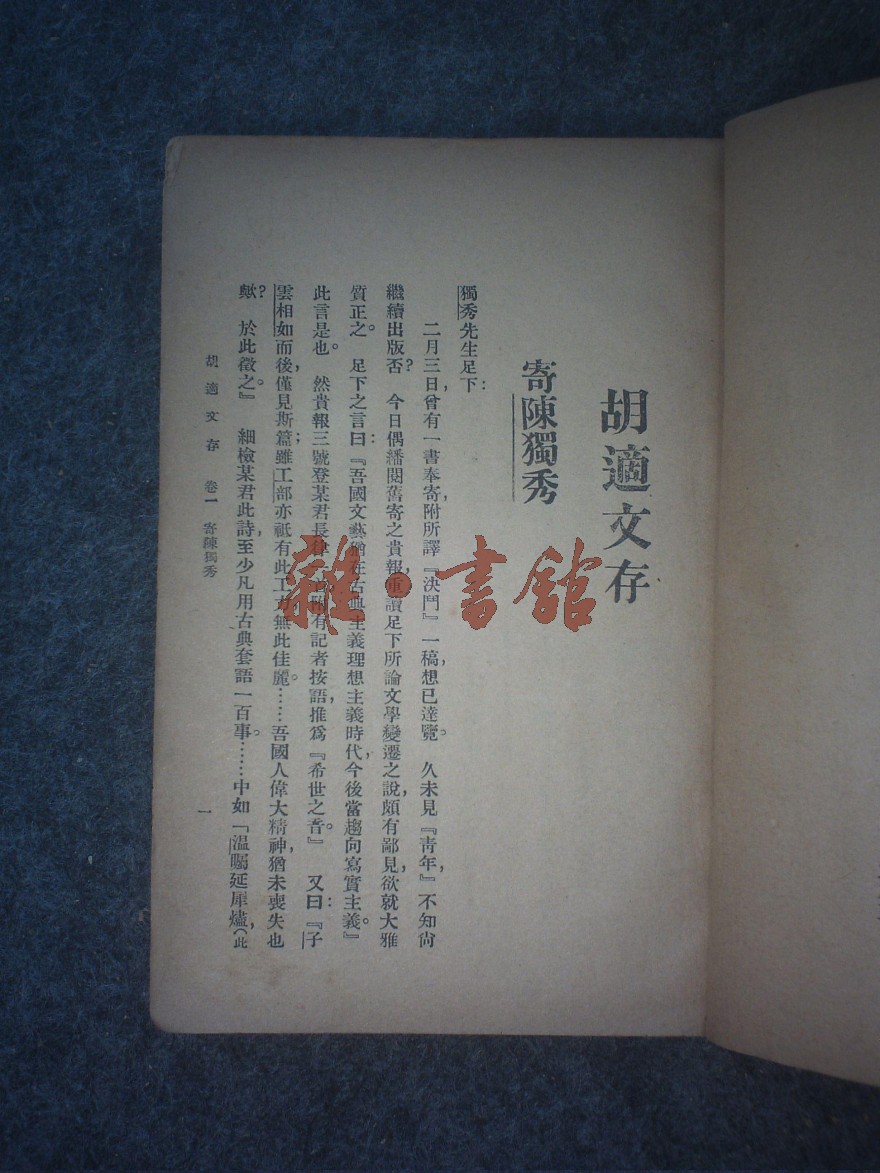 胡適文存
寄陳獨秀
獨秀先生足下：
二月三日，曾有一書奉寄，附所譯『決鬥』一稿，想已達覽。　久未見『靑年』，不知尙
繼續出版否？　今日偶繙閱舊寄之貴報，重讀足下所論文學變遷之說，頗有鄙見，欲就大雅
質正之。　足下之言曰：『吾國文藝猶在古典主義理想主義時代，今後當趨向寫實主義。』
此言是也。　然貴報三號登某君長律一首，附有記者按語，推爲『希世之音。』　又曰：『子
雲相如而後，僅見斯篇；雖工部亦祇有此工力，無此佳麗。……吾國人偉大精神，猶未喪失也
歟？　於此徵之。』　細檢某君此詩，至少凡用古典套語一百事。……中如「溫矚延犀燼，（此
胡適文存　卷一　寄陳獨秀
一
雜·書館